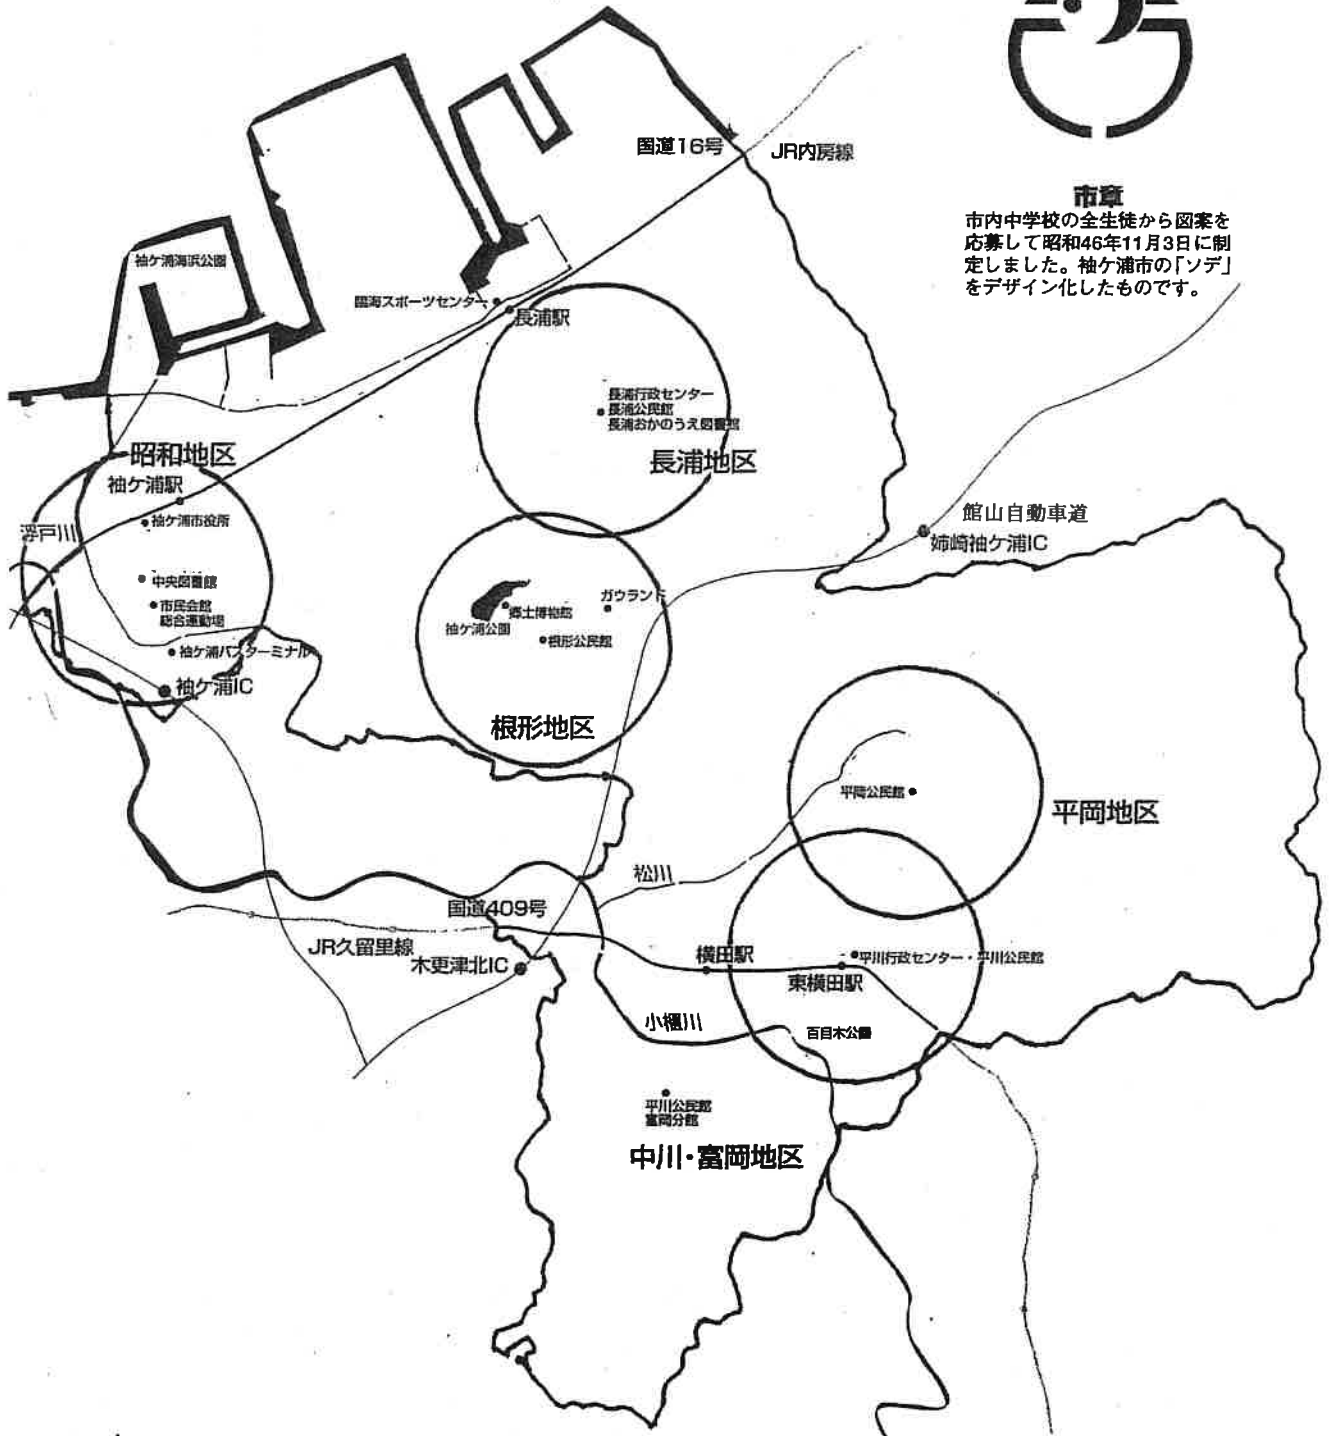 国道16号
JR内房線
市章
市内中学校の全生徒から図案を
応募して昭和46年11月3日に制
定しました。袖ケ浦市の「ソデ」
をデザイン化したものです。
袖ケ浦海浜公園
臨海スポーツセンター
長浦駅
長浦行政センター
長浦公民館
長浦おかのうえ図書館
長浦地区
昭和地区
袖ケ浦駅
袖ケ浦市役所
浮戸川
中央図書館
市民会館
総合運動場
袖ケ浦バスターミナル
袖ケ浦IC
館山自動車道
姉崎袖ケ浦IC
ガウランド
郷土博物館
袖ケ浦公園
根形公民館
根形地区
平岡公民館
平岡地区
松川
国道409号
JR久留里線
木更津北IC
横田駅
平川行政センター・平川公民館
東横田駅
小櫃川
百目木公園
平川公民館
富岡分館
中川・富岡地区